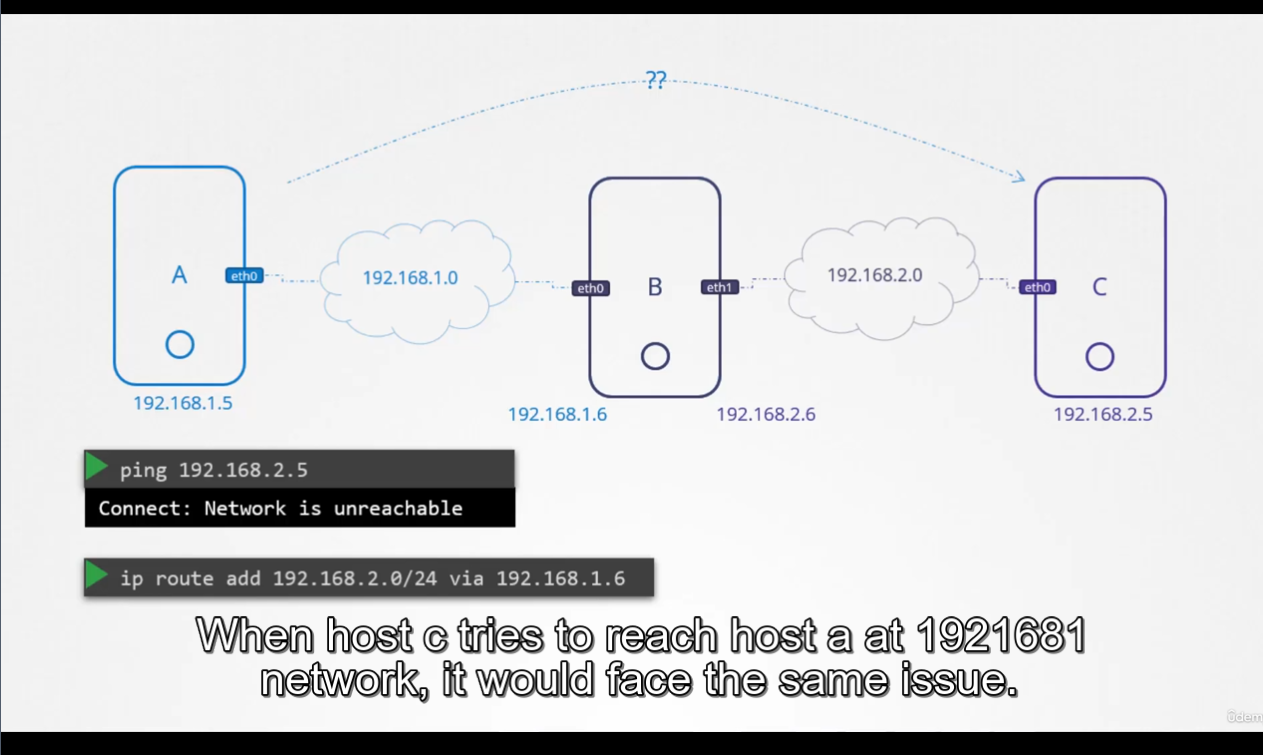 ??
A
eth0
192.168.1.0
eth0
B
eth1
192.168.2.0
eth0
C
192.168.1.5
192.168.1.6
192.168.2.6
192.168.2.5
ping 192.168.2.5
Connect: Network is unreachable
ip route add 192.168.2.0/24 via 192.168.1.6
When host c tries to reach host a at 1921681
network, it would face the same issue.